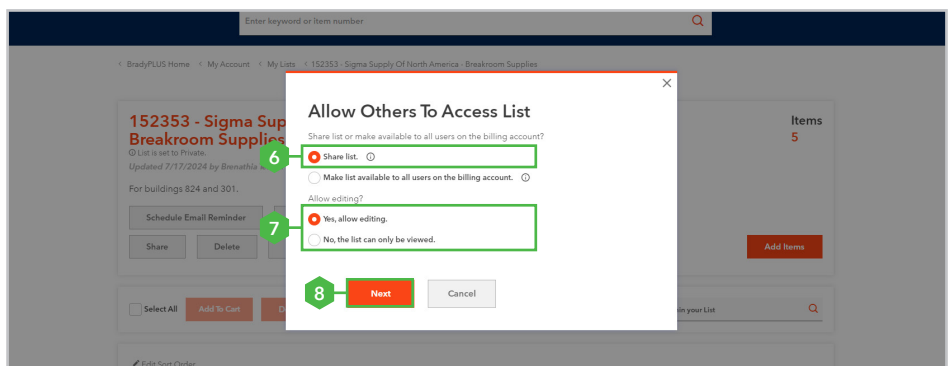 Enter keyword or item number
< BradyPLUS Home < My Account < My Lists < 152353 - Sigma Supply Of North America - Breakroom Supplies
Allow Others To Access List
152353 - Sigma Sup
Items
Breakroom Supplies
5
Share list or make available to all users on the billing account?
List is set to Private.
6
Share list.
Updated 7/17/2024 by Brenathia
Make list available to all users on the billing account.
For buildings 824 and 301.
Allow editing?
Schedule Email Reminder
7
Yes, allow editing.
No, the list can only be viewed.
Share
Delete
Add Items
8
Next
Cancel
Select All
Add To Cart
D
in your List
Edit Sort Order